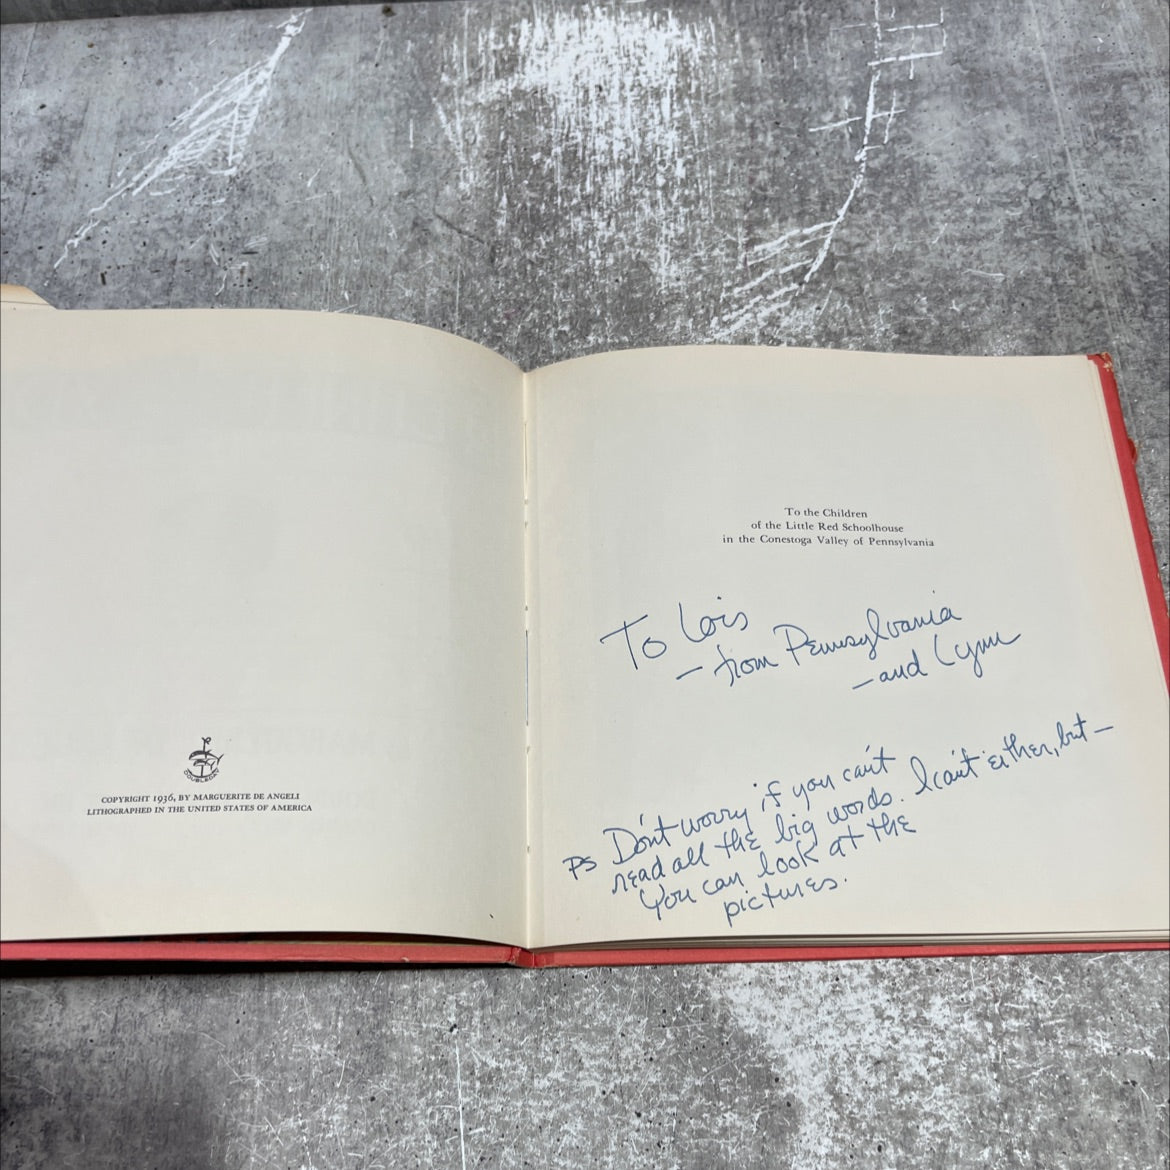 DOUBLEDAY
COPYRIGHT 1936, BY MARGUERITE DE ANGELI
LITHOGRAPHED IN THE UNITED STATES OF AMERICA
To the Children
of the Little Red Schoolhouse
in the Conestoga Valley of Pennsylvania
To Lois
— from Pennsylvania
— and Lynn
PS Don't worry if you can't
read all the big words. I can't either, but —
You can look at the
pictures.